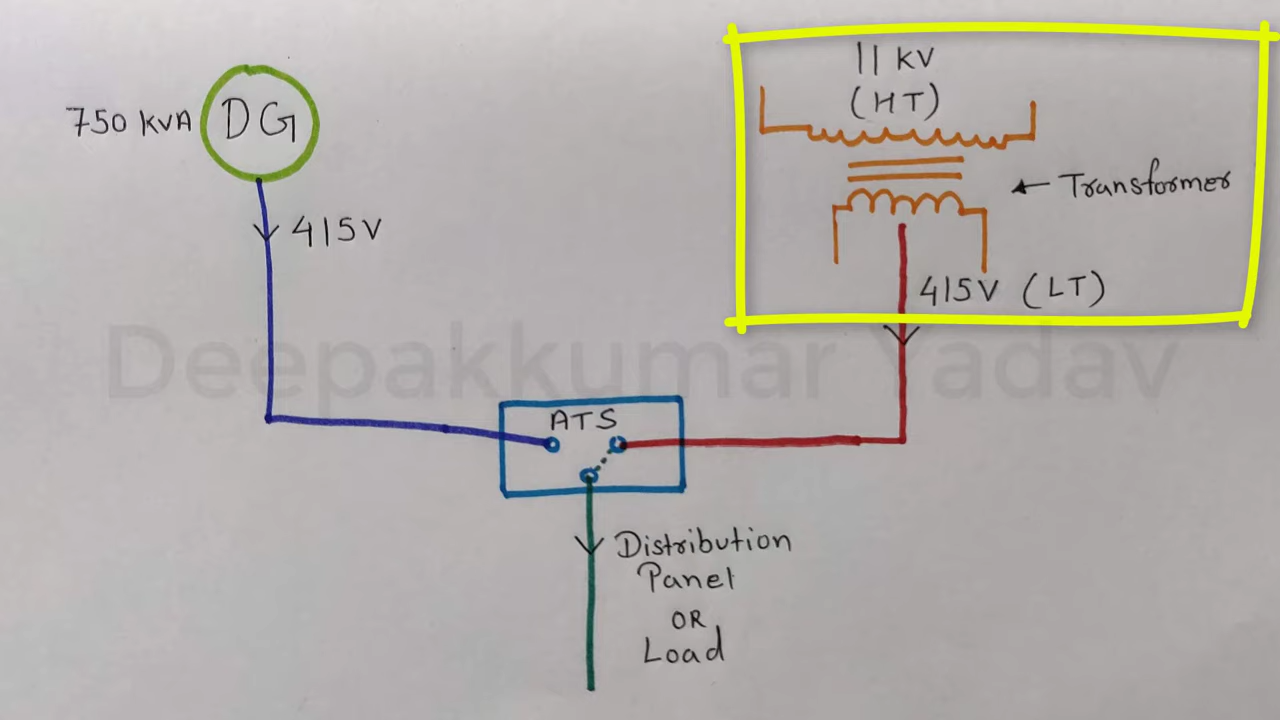 11 kV
(HT)
750 kVA
DG
Transformer
415V
415V (LT)
Deepakkumar Yadav
ATS
Distribution
Panel
OR
Load